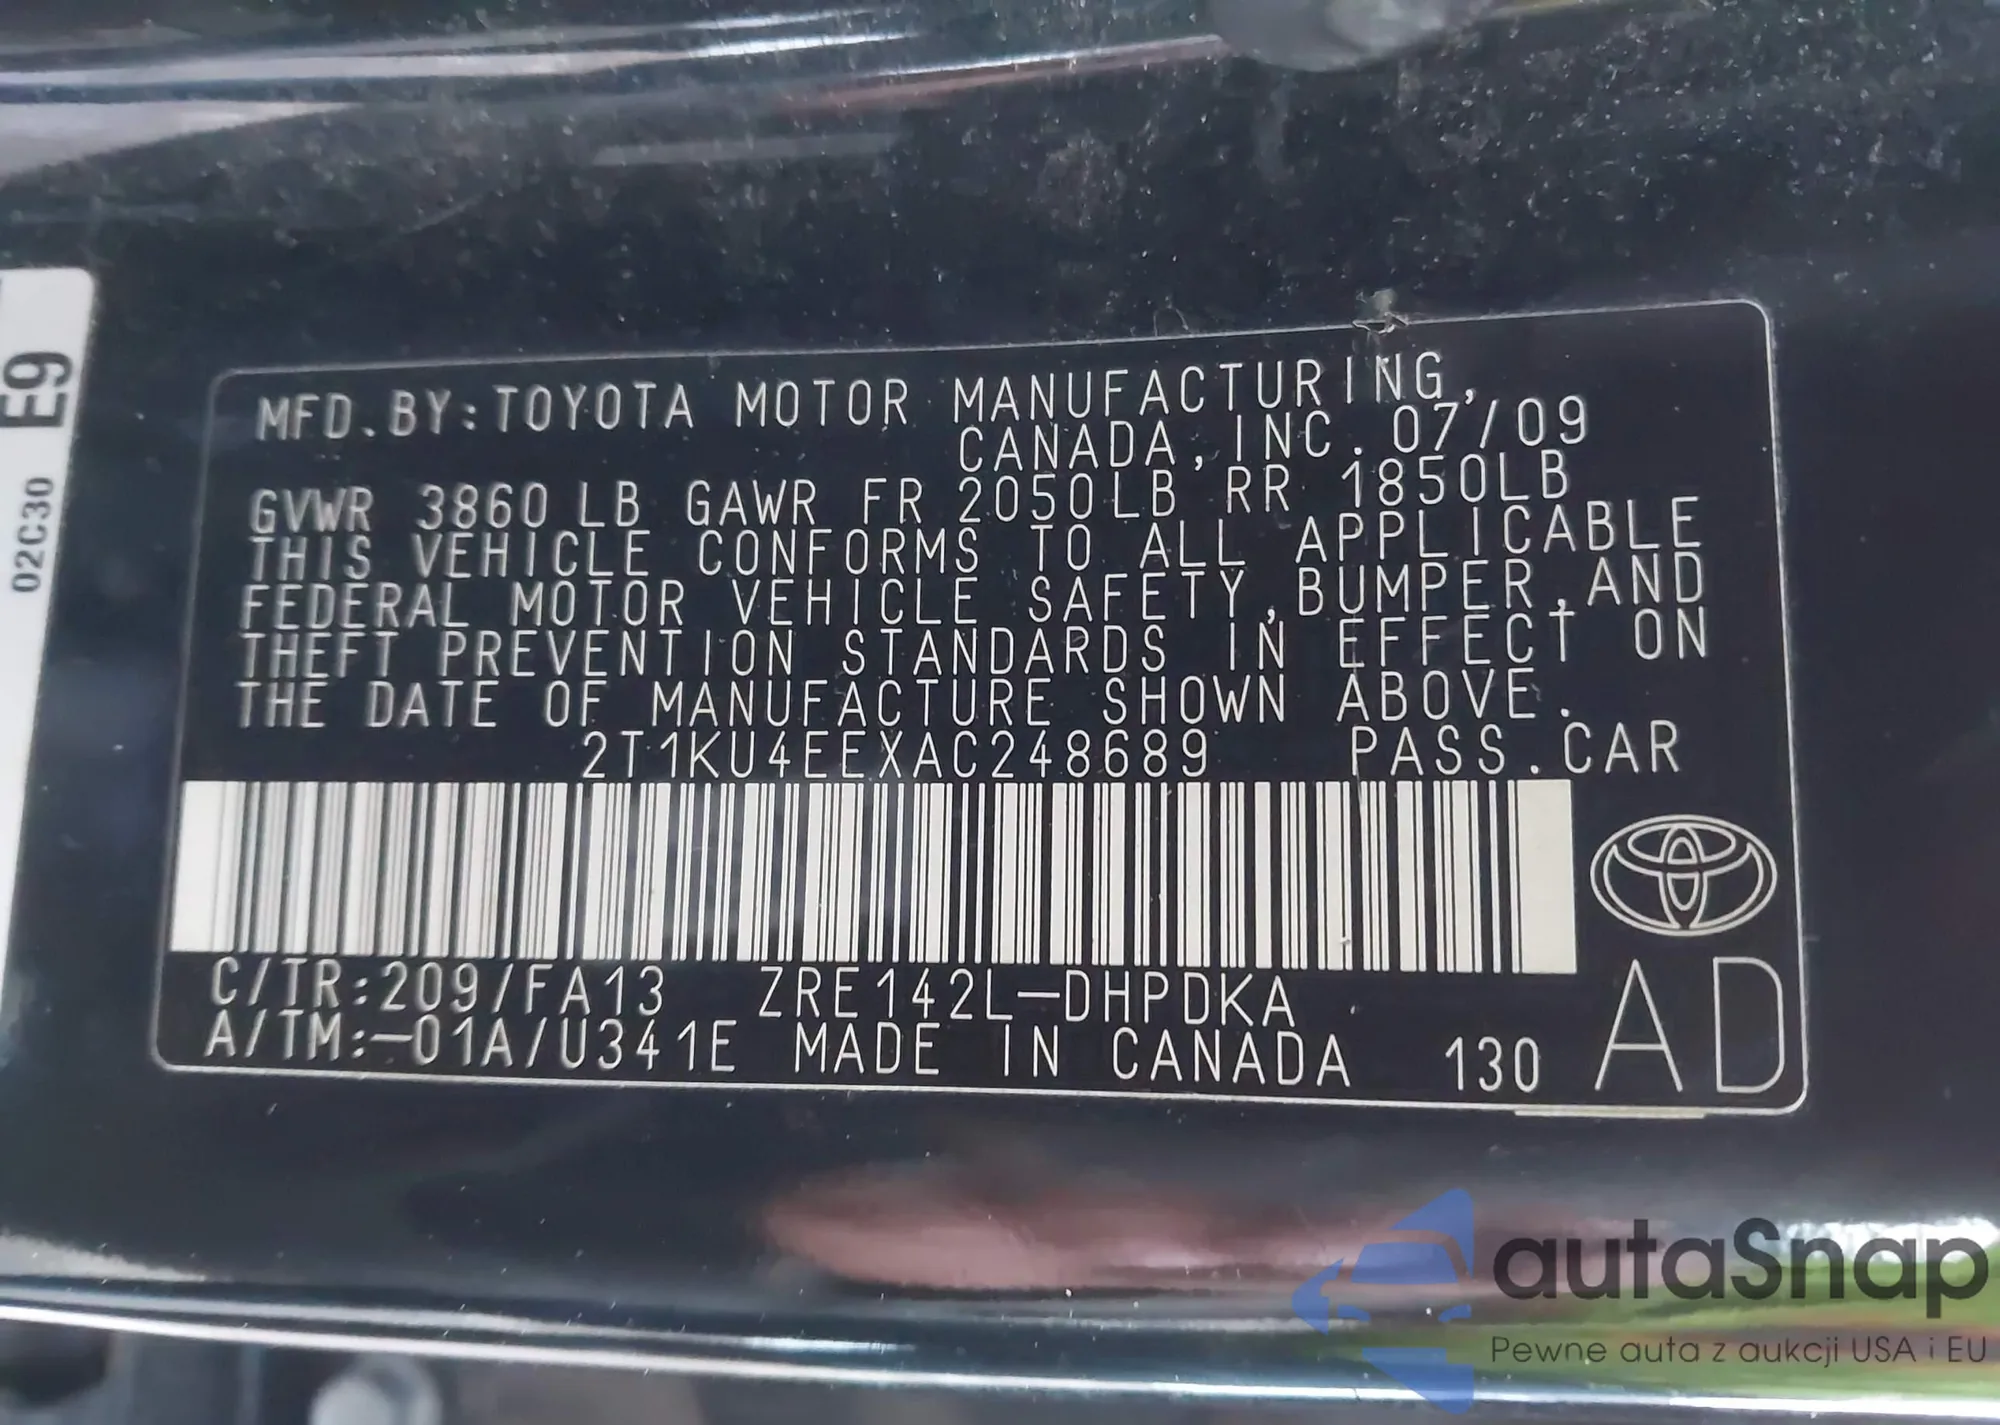 E9
02C30
MFD.BY:TOYOTA MOTOR MANUFACTURING,
CANADA,INC.07/09
GVWR 3860LB GAWR FR 2050LB RR 1850LB
THIS VEHICLE CONFORMS TO ALL APPLICABLE
FEDERAL MOTOR VEHICLE SAFETY,BUMPER,AND
THEFT PREVENTION STANDARDS IN EFFECT ON
THE DATE OF MANUFACTURE SHOWN ABOVE.
2T1KU4EEXAC248689 PASS.CAR
C/TR:209/FA13 ZRE142L-DHPDKA
A/TM:-01A/U341E MADE IN CANADA 130 AD
autaSnap
Pewne auta z aukcji USA i EU